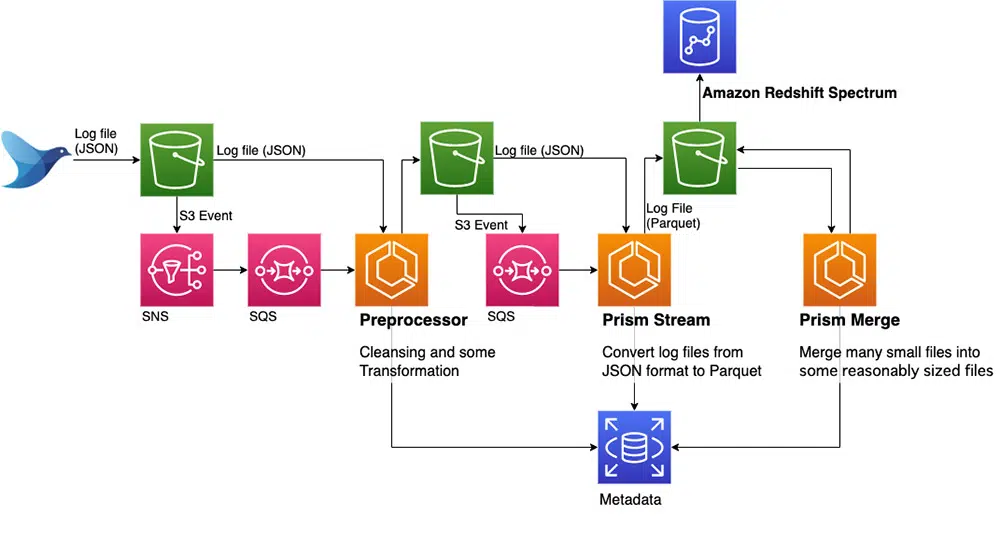 Amazon Redshift Spectrum
Log file
(JSON)
Log file (JSON)
Log file (JSON)
S3 Event
S3 Event
Log File
(Parquet)
SNS
SQS
Preprocessor
Cleansing and some
Transformation
SQS
Prism Stream
Convert log files from
JSON format to Parquet
Prism Merge
Merge many small files into
some reasonably sized files
Metadata